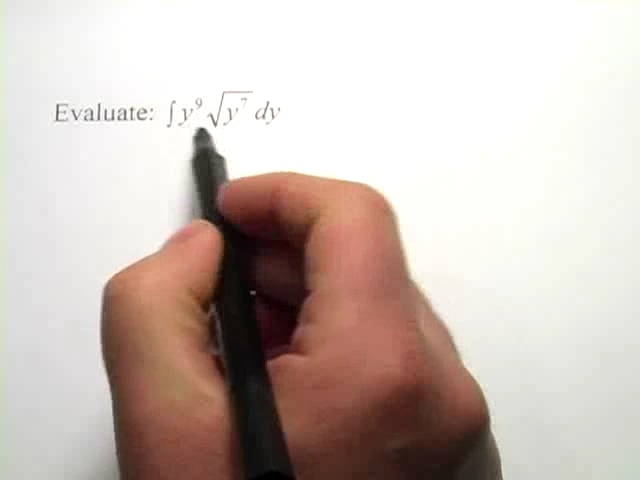 Evaluate: ∫ y⁹ √y⁷ dy